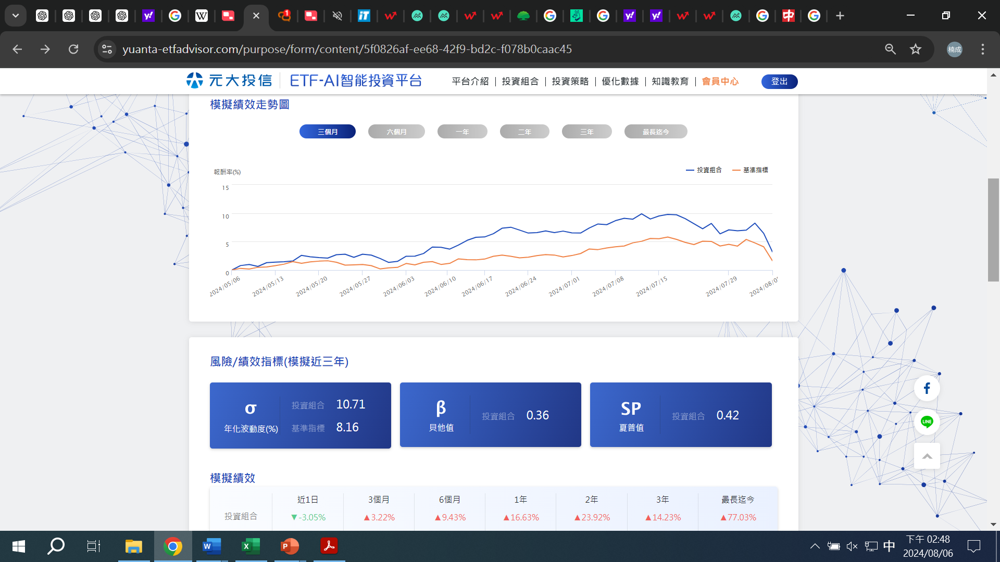 yuanta-etfadvisor.com/purpose/form/content/5f0826af-ee68-42f9-bd2c-f078b0caac45
楠成
元大投信 ETF-AI智能投資平台
平台介紹 | 投資組合 | 投資策略 | 優化數據 | 知識教育 | 會員中心
登出
模擬績效走勢圖
三個月 六個月 一年 二年 三年 最長迄今
報酬率(%)
投資組合 基準指標
15
10
5
0
2024/05/06 2024/05/13 2024/05/20 2024/05/27 2024/06/03 2024/06/10 2024/06/17 2024/06/24 2024/07/01 2024/07/08 2024/07/15 2024/07/29 2024/08/0
風險/績效指標(模擬近三年)
σ
年化波動度(%)
投資組合 10.71
基準指標 8.16
β
貝他值
投資組合 0.36
SP
夏普值
投資組合 0.42
LINE
模擬績效
近1日 3個月 6個月 1年 2年 3年 最長迄今
投資組合 ▼-3.05% ▲3.22% ▲9.43% ▲16.63% ▲23.92% ▲14.23% ▲77.03%
中
下午 02:48
2024/08/06